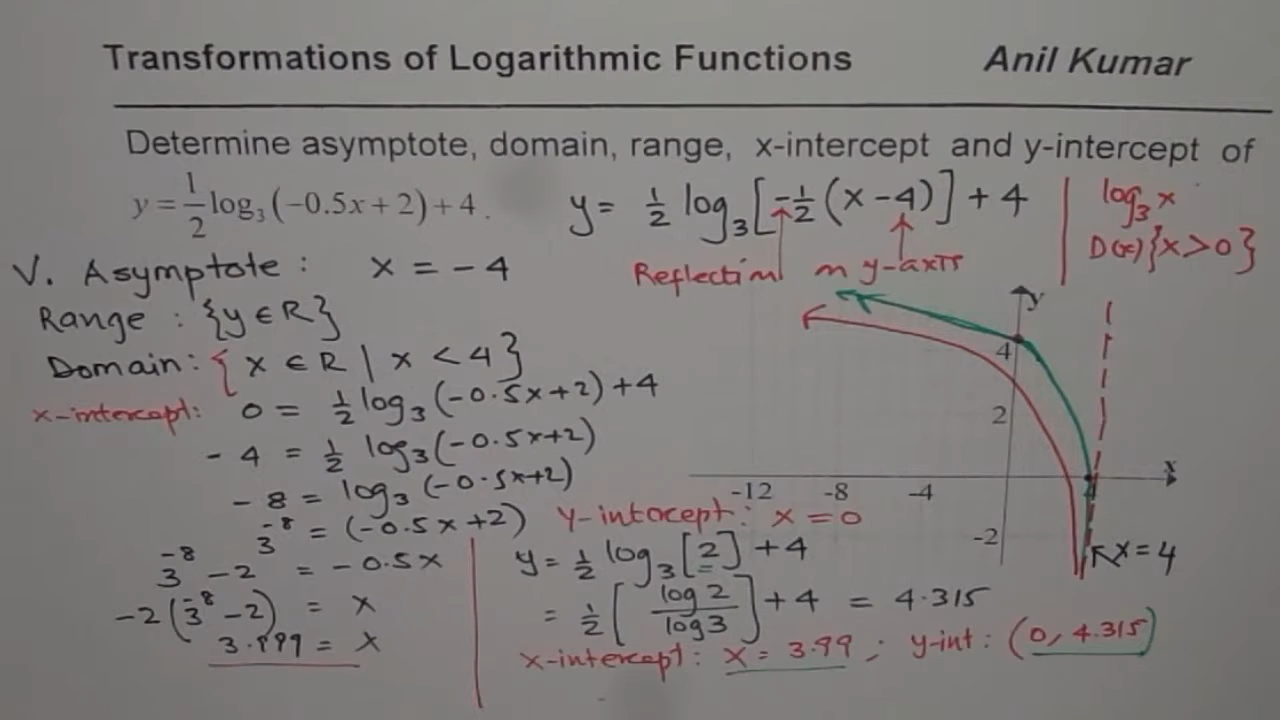 Transformations of Logarithmic Functions Anil Kumar
Determine asymptote, domain, range, x-intercept and y-intercept of
y = 1/2 log₃(-0.5x + 2) + 4.
y = 1/2 log₃[-1/2(x-4)] + 4
log₃x
D(x){x>0}
Reflection in y-axis
V. Asymptote: x = -4
Range: {y∈R}
Domain: {x∈R | x < 4}
x-intercept: 0 = 1/2 log₃(-0.5x+2) + 4
-4 = 1/2 log₃(-0.5x+2)
-8 = log₃(-0.5x+2)
3⁻⁸ = (-0.5x+2)
3⁻⁸ - 2 = -0.5x
-2(3⁻⁸ - 2) = x
3.999 = x
y-intercept: x = 0
y = 1/2 log₃[2] + 4
= 1/2 [log 2 / log 3] + 4 = 4.315
x-intercept: x = 3.99; y-int: (0, 4.315)
y
4
2
x
-12 -8 -4
-2
x = 4